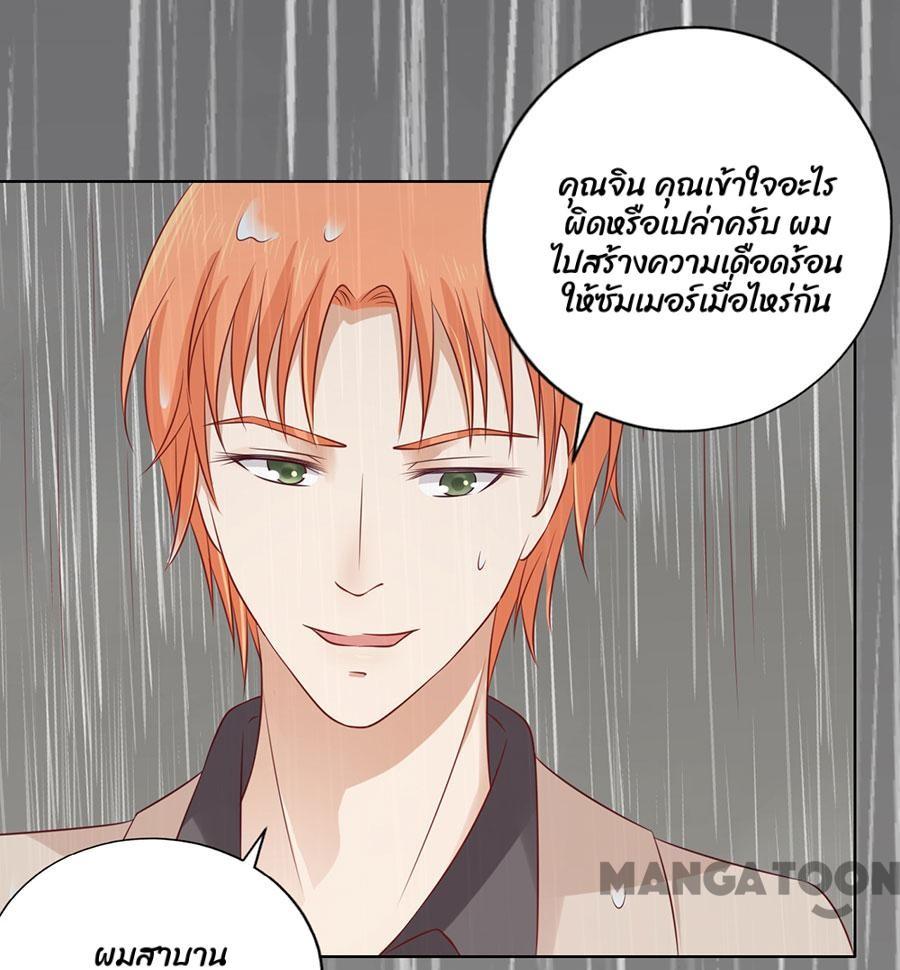 คุณจิน คุณเข้าใจอะไร
ผิดหรือเปล่าครับ ผม
ไปสร้างความเดือดร้อน
ให้ซัมเมอร์เมื่อไหร่กัน
MANGATOON
ผมสาบาน